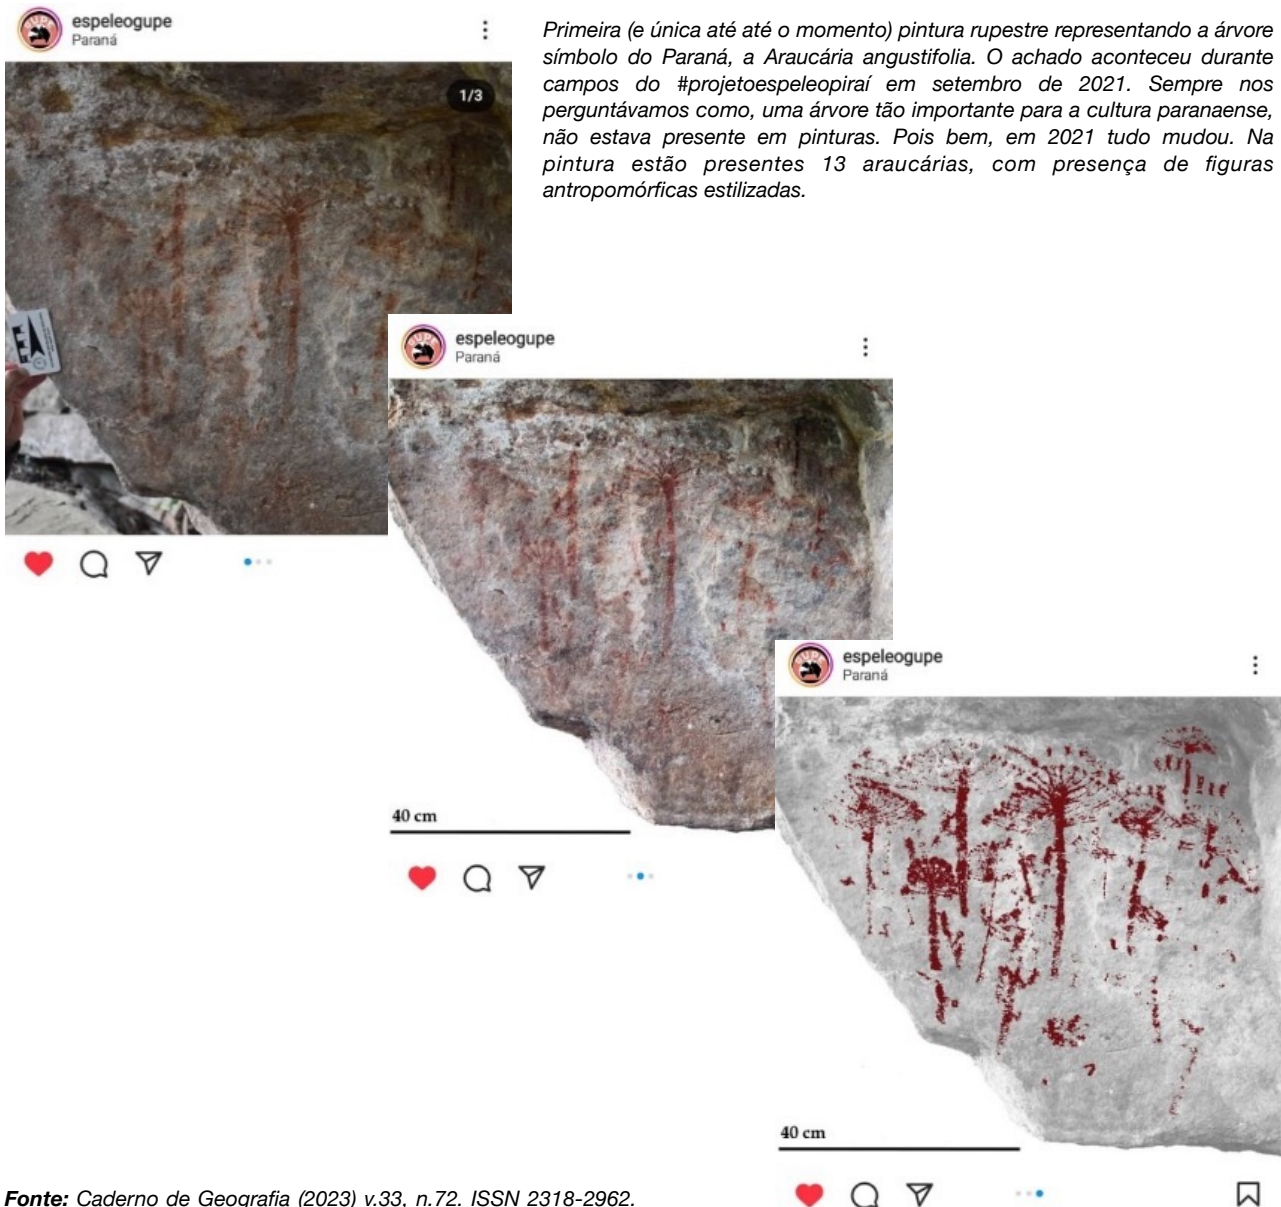 espeleogupe
Paraná
1/3
Primeira (e única até até o momento) pintura rupestre representando a árvore
símbolo do Paraná, a Araucária angustifolia. O achado aconteceu durante
campos do #projetoespeleopiraí em setembro de 2021. Sempre nos
perguntávamos como, uma árvore tão importante para a cultura paranaense,
não estava presente em pinturas. Pois bem, em 2021 tudo mudou. Na
pintura estão presentes 13 araucárias, com presença de figuras
antropomórficas estilizadas.
espeleogupe
Paraná
40 cm
espeleogupe
Paraná
40 cm
Fonte: Caderno de Geografia (2023) v.33, n.72. ISSN 2318-2962.